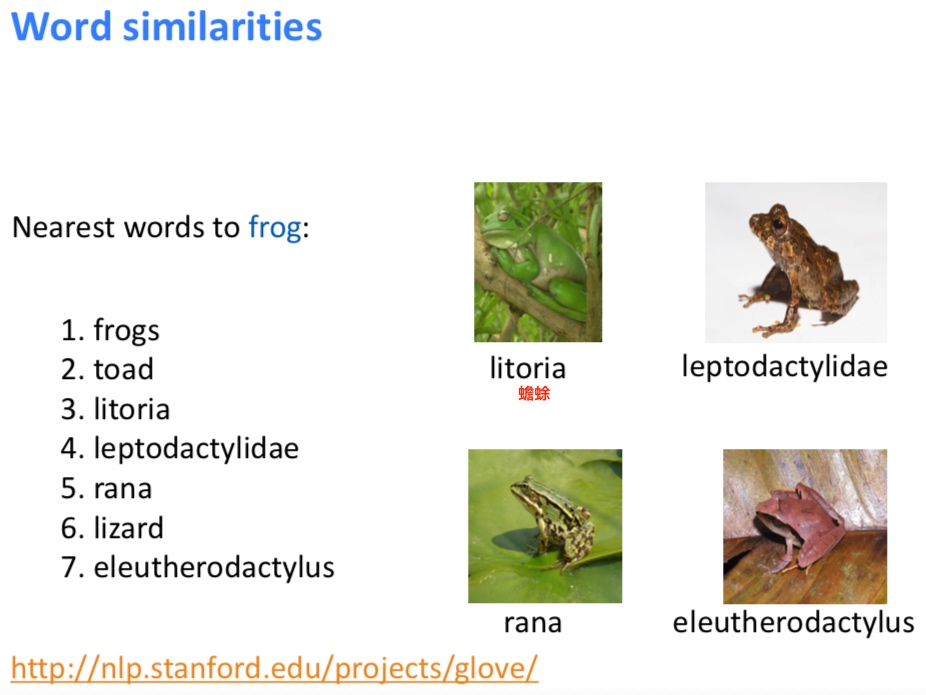 Word similarities
Nearest words to frog:
1. frogs
2. toad
3. litoria
4. leptodactylidae
5. rana
6. lizard
7. eleutherodactylus
litoria
蟾蜍
leptodactylidae
rana
eleutherodactylus
http://nlp.stanford.edu/projects/glove/